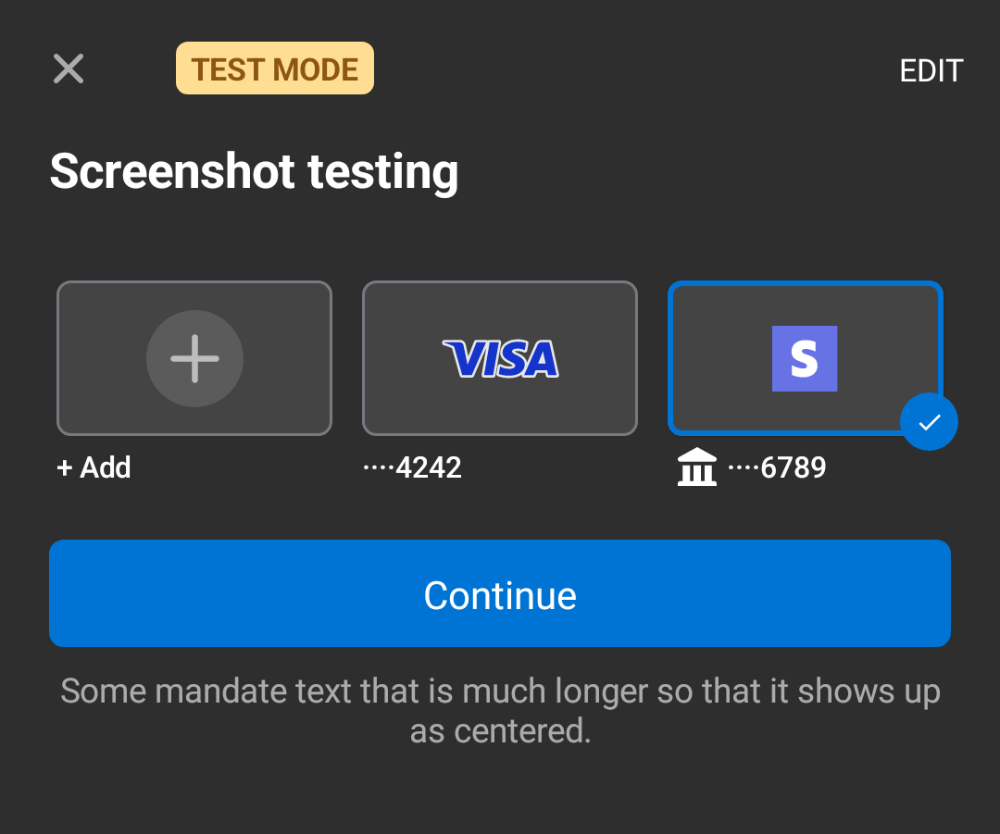 TEST MODE
EDIT
Screenshot testing
VISA
S
+ Add
····4242
····6789
Continue
Some mandate text that is much longer so that it shows up
as centered.